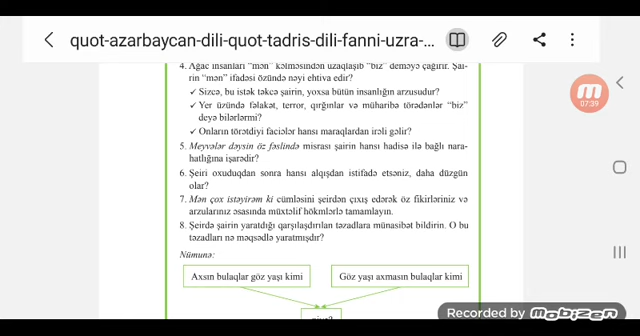 quot-azarbaycan-dili-quot-tadris-dili-fanni-uzra-...
07:39
4. Ağac insanları “mən” kəlməsindən uzaqlaşıb “biz” deməyə çağırır. Şai-
rin “mən” ifadəsi özündə nəyi ehtiva edir?
✓ Sizcə, bu istək təkcə şairin, yoxsa bütün insanlığın arzusudur?
✓ Yer üzündə fəlakət, terror, qırğınlar və müharibə törədənlər “biz”
deyə bilərlərmi?
✓ Onların törətdiyi faciələr hansı maraqlardan irəli gəlir?
5. Meyvələr dəysin öz fəslində misrası şairin hansı hadisə ilə bağlı nara-
hatlığına işarədir?
6. Şeiri oxuduqdan sonra hansı alqışdan istifadə etsəniz, daha düzgün
olar?
7. Mən çox istəyirəm ki cümləsini şeirdən çıxış edərək öz fikirləriniz və
arzularınız əsasında müxtəlif hökmlərlə tamamlayın.
8. Şeirdə şairin yaratdığı qarşılaşdırılan təzadlara münasibət bildirin. O bu
təzadları nə məqsədlə yaratmışdır?
Nümunə:
Axsın bulaqlar göz yaşı kimi
Göz yaşı axmasın bulaqlar kimi
Recorded by Mobizen